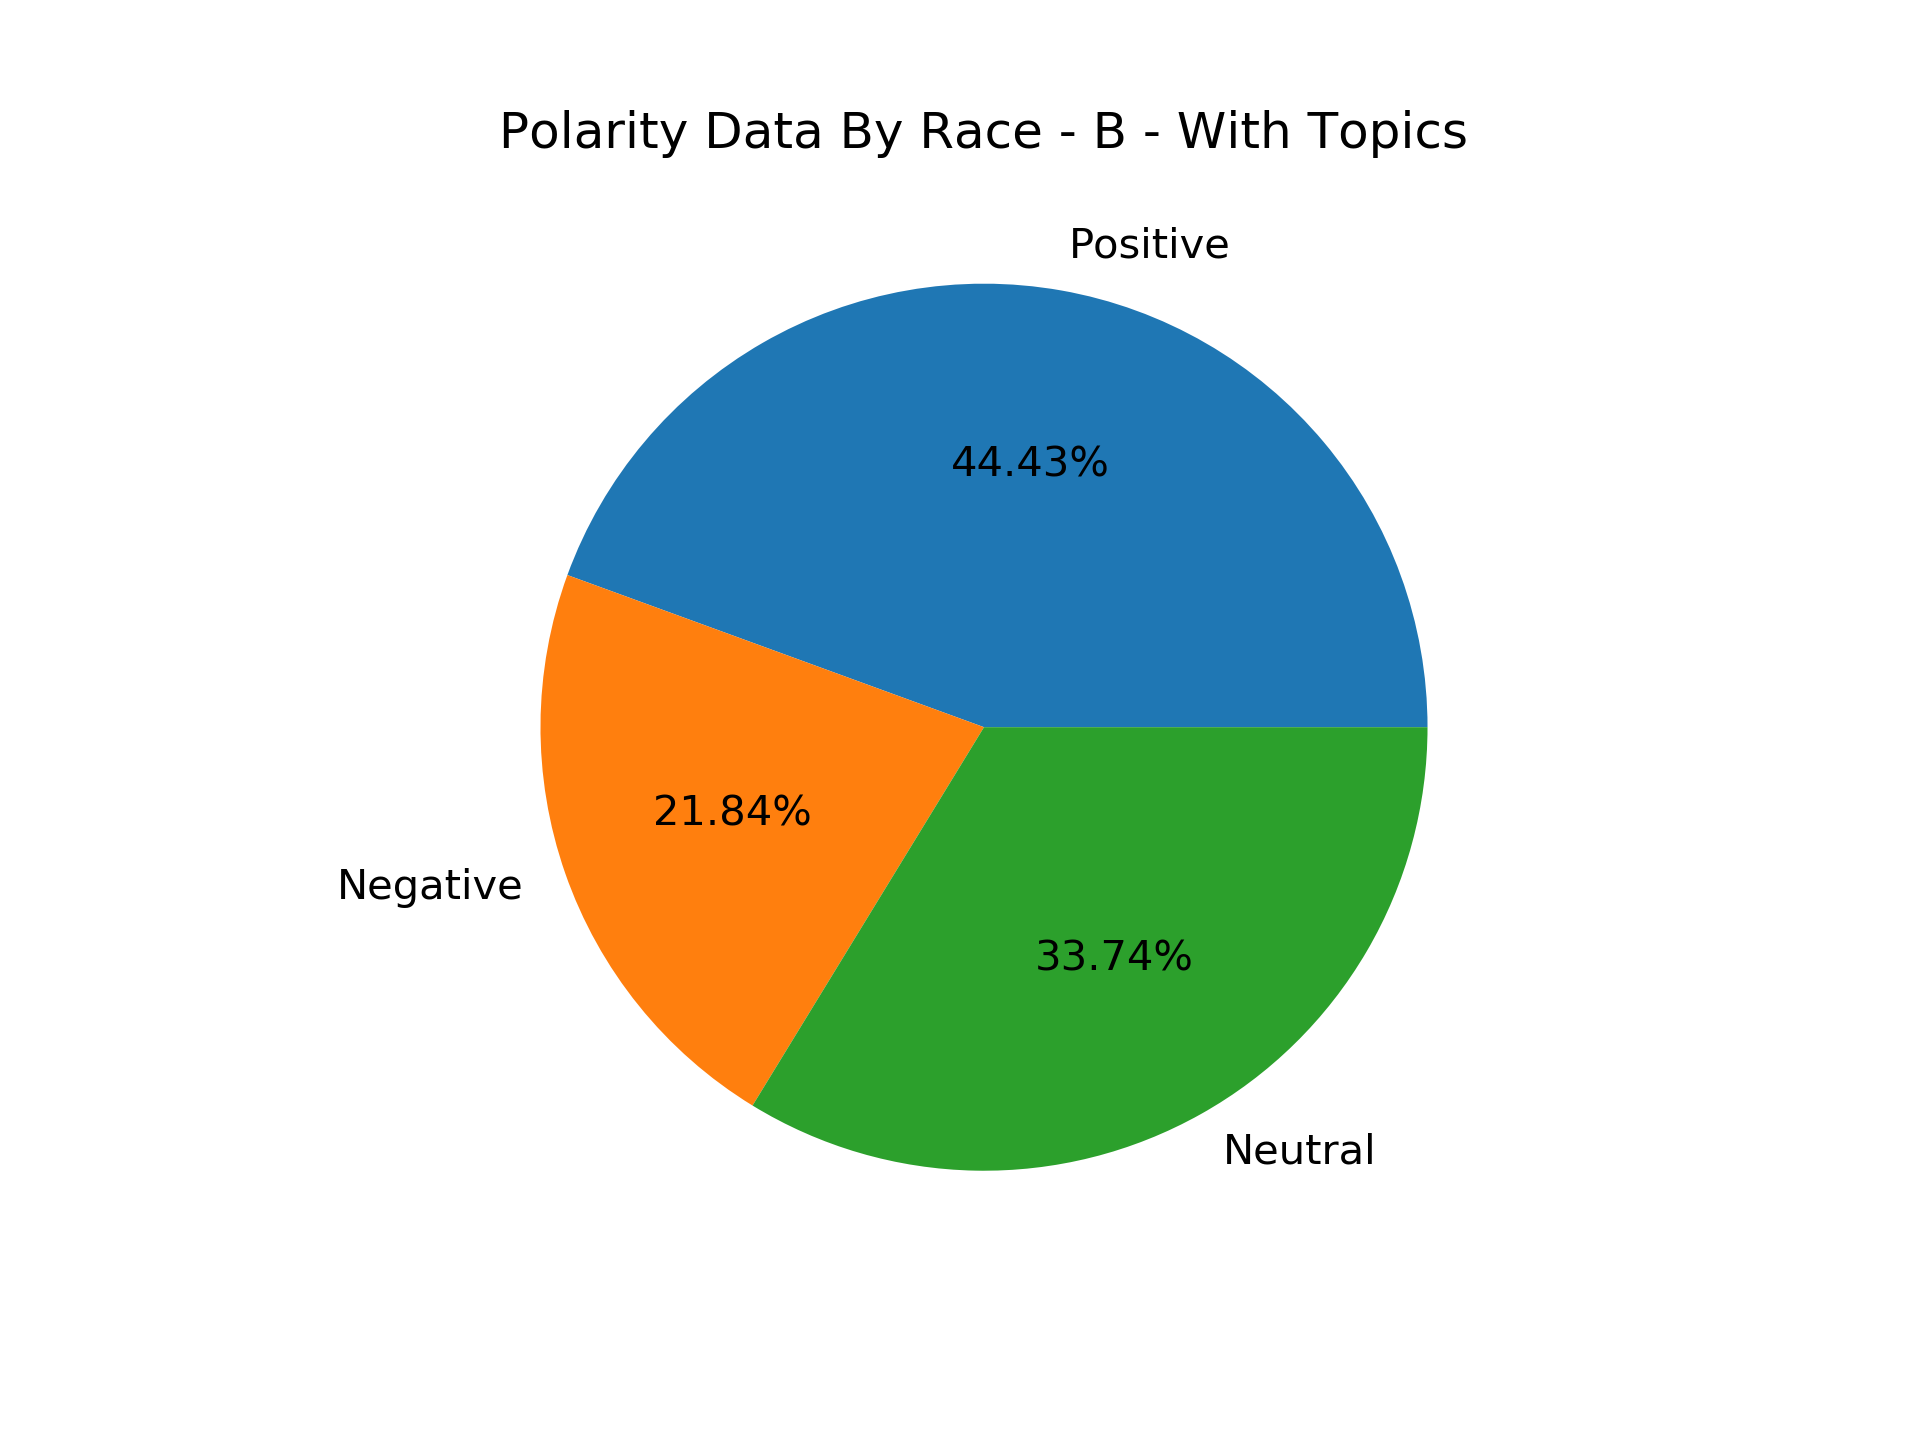 Polarity Data By Race - B - With Topics
Positive
44.43%
21.84%
Negative
33.74%
Neutral